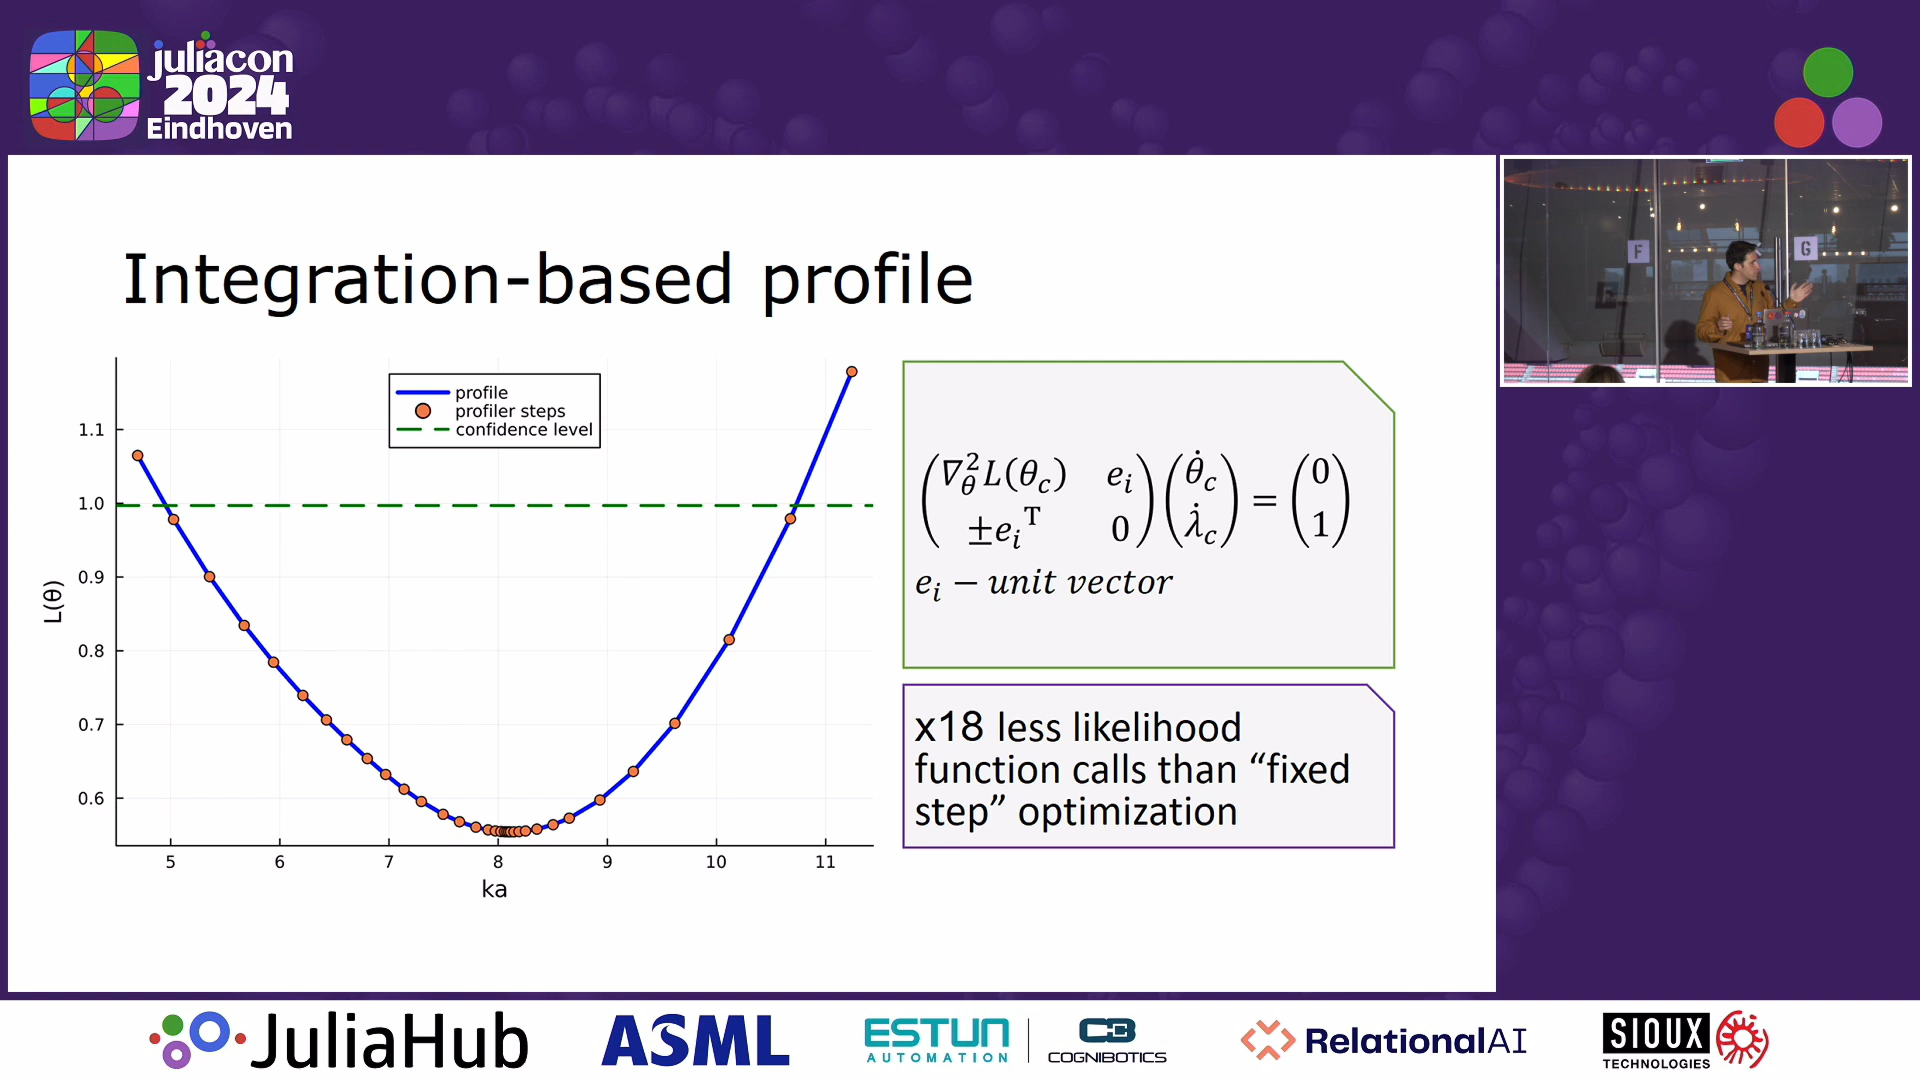 juliacon
2024
Eindhoven
Integration-based profile
profile
profiler steps
confidence level
1.1
1.0
0.9
0.8
0.7
0.6
L(θ)
5 6 7 8 9 10 11
ka
(∇²_θ L(θ_c) e_i) (θ̇_c) = (0)
(±e_i^T 0) (λ̇_c) (1)
e_i – unit vector
x18 less likelihood
function calls than “fixed
step” optimization
F
G
JuliaHub
ASML
ESTUN
AUTOMATION
CB
COGNIBOTICS
RelationalAI
SIOUX
TECHNOLOGIES